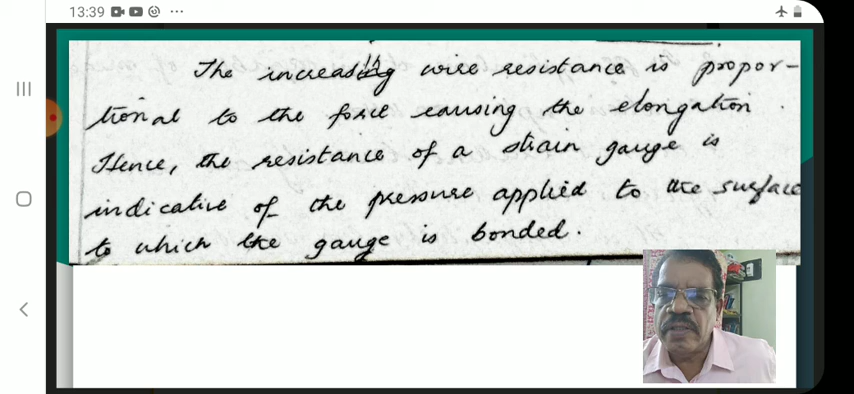 13:39
The increasing wire resistance is propor-
tional to the force causing the elongation.
Hence, the resistance of a strain gauge is
indicative of the pressure applied to the surface
to which the gauge is bonded.